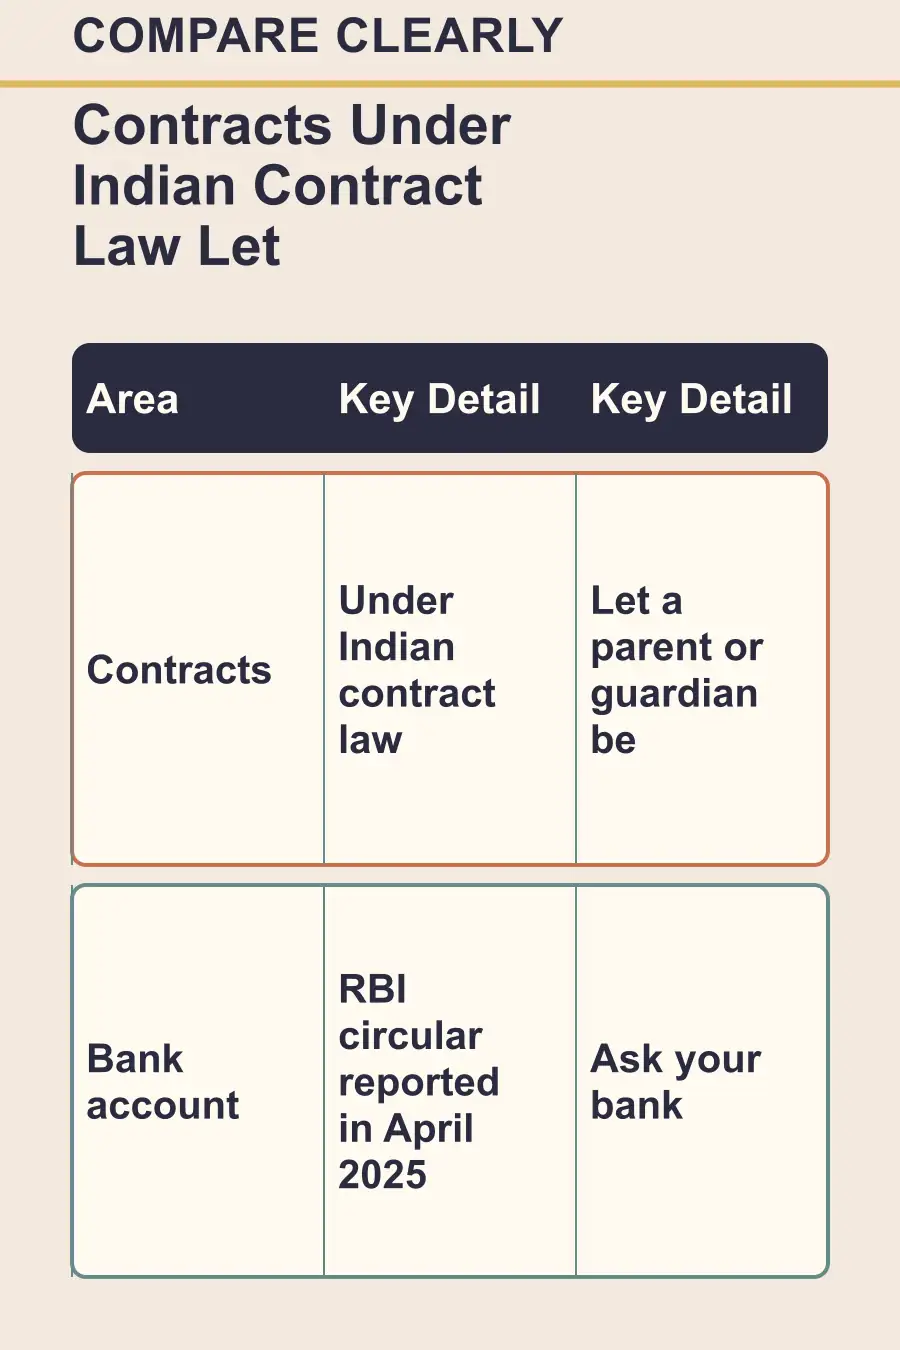 COMPARE CLEARLY
Contracts Under
Indian Contract
Law Let
Area
Key Detail
Key Detail
Contracts
Under
Indian
contract
law
Let a
parent or
guardian
be
Bank
account
RBI
circular
reported
in April
2025
Ask your
bank